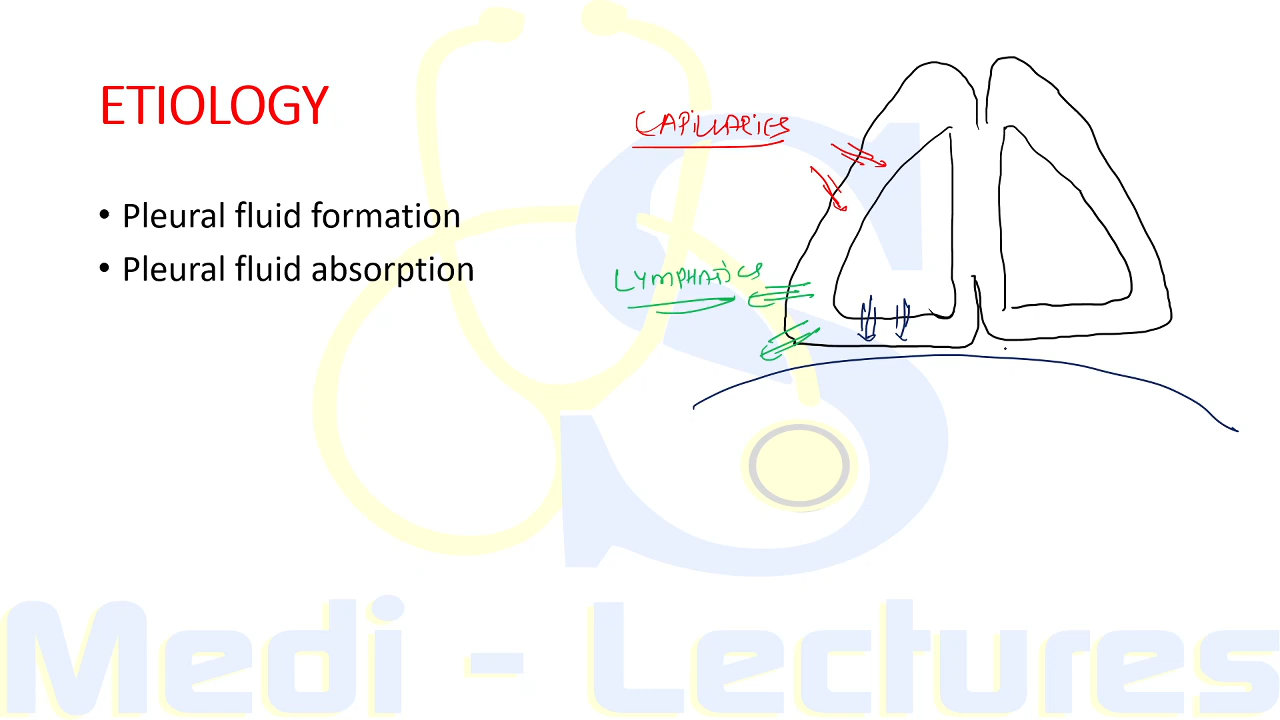 ETIOLOGY
• Pleural fluid formation
• Pleural fluid absorption
CAPILLARIES
LYMPHATICS
Medi - Lectures